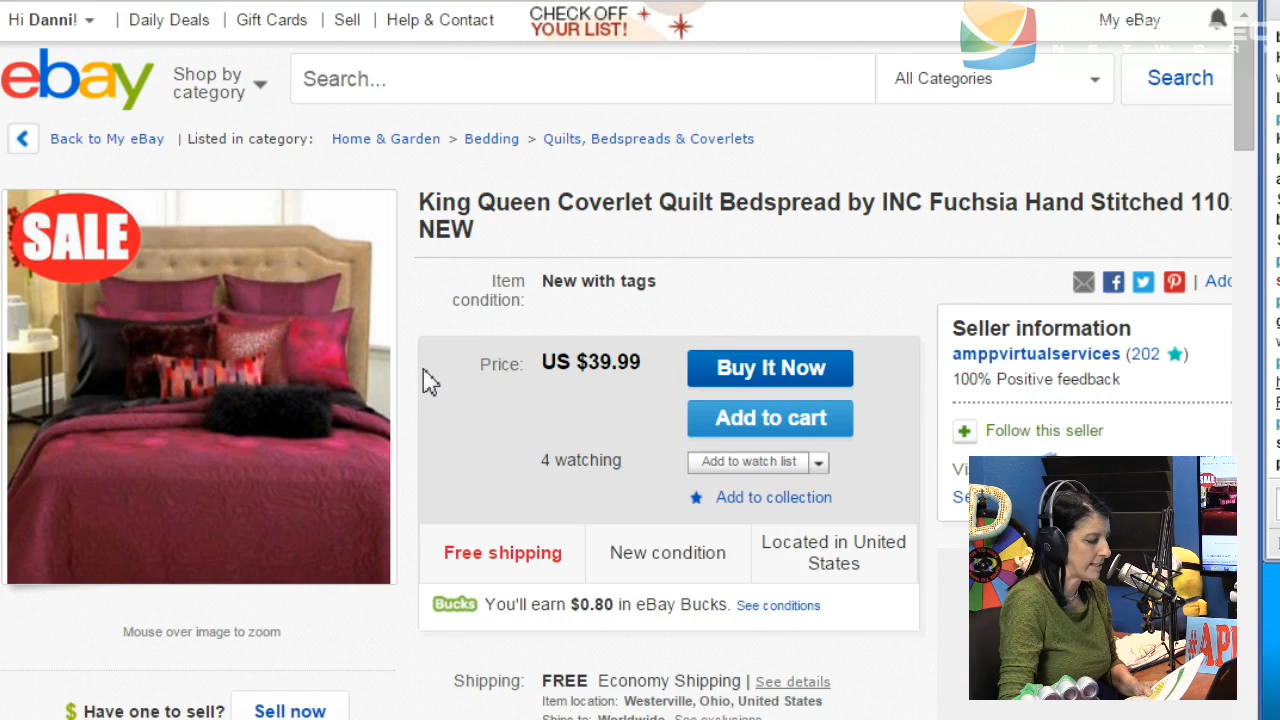 Hi Danni!
Daily Deals
Gift Cards
Sell
Help & Contact
CHECK OFF
YOUR LIST!
My eBay
ebay
Shop by
category
Search...
All Categories
Search
Back to My eBay | Listed in category: Home & Garden > Bedding > Quilts, Bedspreads & Coverlets
SALE
King Queen Coverlet Quilt Bedspread by INC Fuchsia Hand Stitched 110
NEW
Item
condition:
New with tags
Price:
US $39.99
Buy It Now
Add to cart
4 watching
Add to watch list
Add to collection
Free shipping
New condition
Located in United
States
Bucks You'll earn $0.80 in eBay Bucks. See conditions
Shipping: FREE Economy Shipping | See details
Item location: Westerville, Ohio, United States
Ships to: Worldwide See exclusions
Seller information
amppvirtualservices (202 )
100% Positive feedback
Follow this seller
Mouse over image to zoom
$ Have one to sell? Sell now